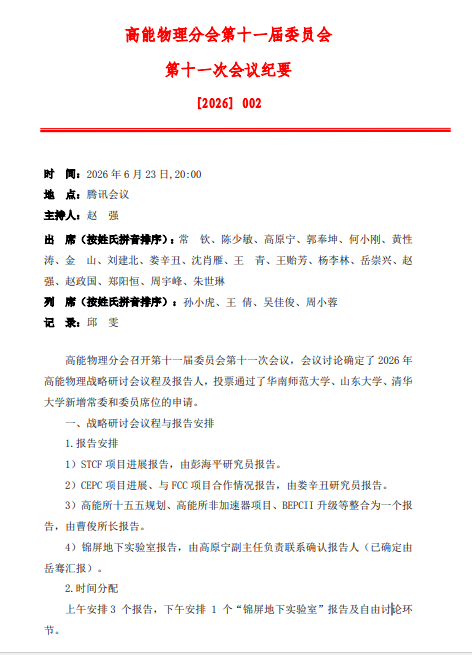 高能物理分会第十一届委员会
第十一次会议纪要
[2026] 002
时　间：2026 年 6 月 23 日,20:00
地　点：腾讯会议
主持人：赵　强
出　席（按姓氏拼音排序）：常　钦、陈少敏、高原宁、郭奉坤、何小刚、黄性
涛、金　山、刘建北、娄辛丑、沈肖雁、王　青、王贻芳、杨李林、岳崇兴、赵
强、赵政国、郑阳恒、周宇峰、朱世琳
列　席（按姓氏拼音排序）：孙小虎、王 倩、吴佳俊、周小蓉
记　录：邱　雯
高能物理分会召开第十一届委员会第十一次会议，会议讨论确定了 2026 年
高能物理战略研讨会议程及报告人，投票通过了华南师范大学、山东大学、清华
大学新增常委和委员席位的申请。
一、战略研讨会议程与报告安排
1.报告安排
1）STCF 项目进展报告，由彭海平研究员报告。
2）CEPC 项目进展、与 FCC 项目合作情况报告，由娄辛丑研究员报告。
3）高能所十五五规划、高能所非加速器项目、BEPCII 升级等整合为一个报
告，由曹俊所长报告。
4）锦屏地下实验室报告，由高原宁副主任负责联系确认报告人（已确定由
岳骞汇报）。
2.时间分配
上午安排 3 个报告，下午安排 1 个“锦屏地下实验室”报告及自由讨论环
节。